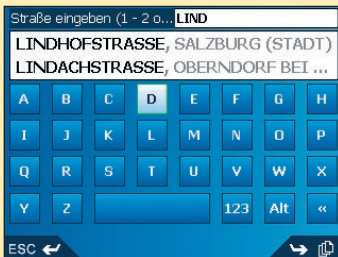 Straße eingeben (1 - 2 o... LIND
LINDHOFSTRASSE, SALZBURG (STADT)
LINDACHSTRASSE, OBERNDORF BEI ...
A B C D E F G H
I J K L M N O P
Q R S T U V W X
Y Z 123 Alt «
ESC